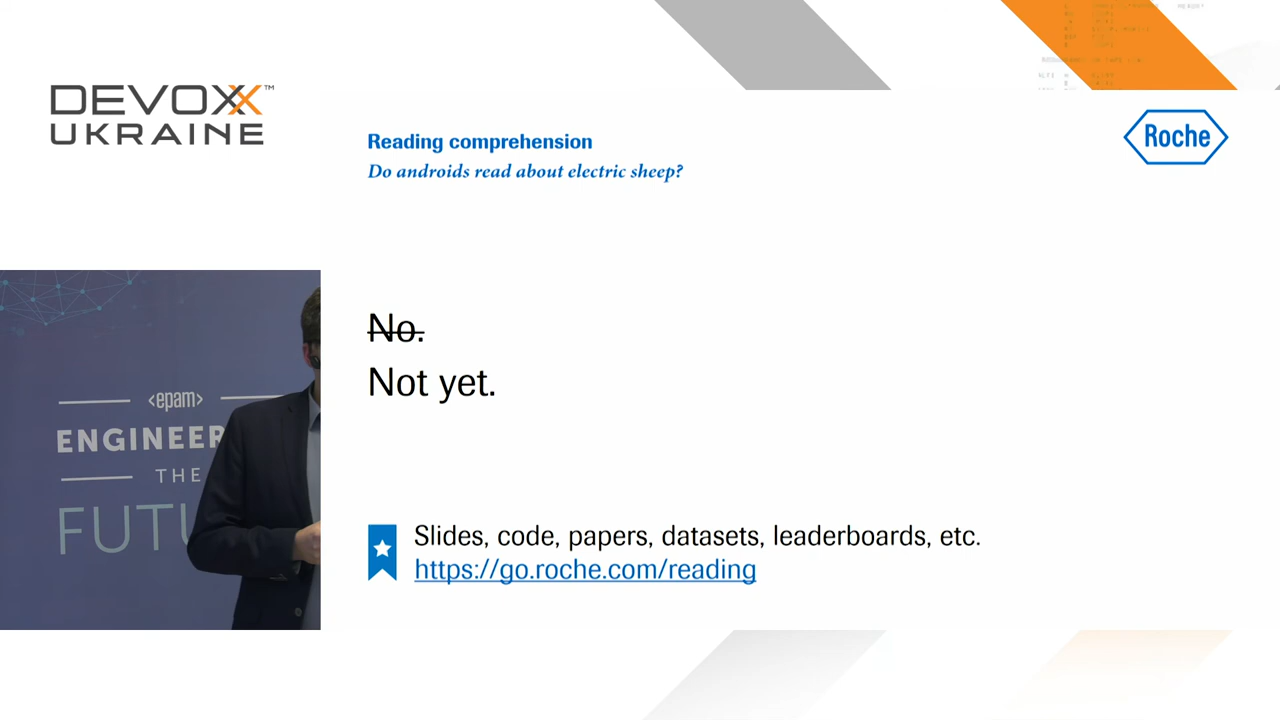 DEVOXX™
UKRAINE
Reading comprehension
Do androids read about electric sheep?
Roche
No.
Not yet.
<epam>
ENGINEER
THE
FUTU
Slides, code, papers, datasets, leaderboards, etc.
https://go.roche.com/reading